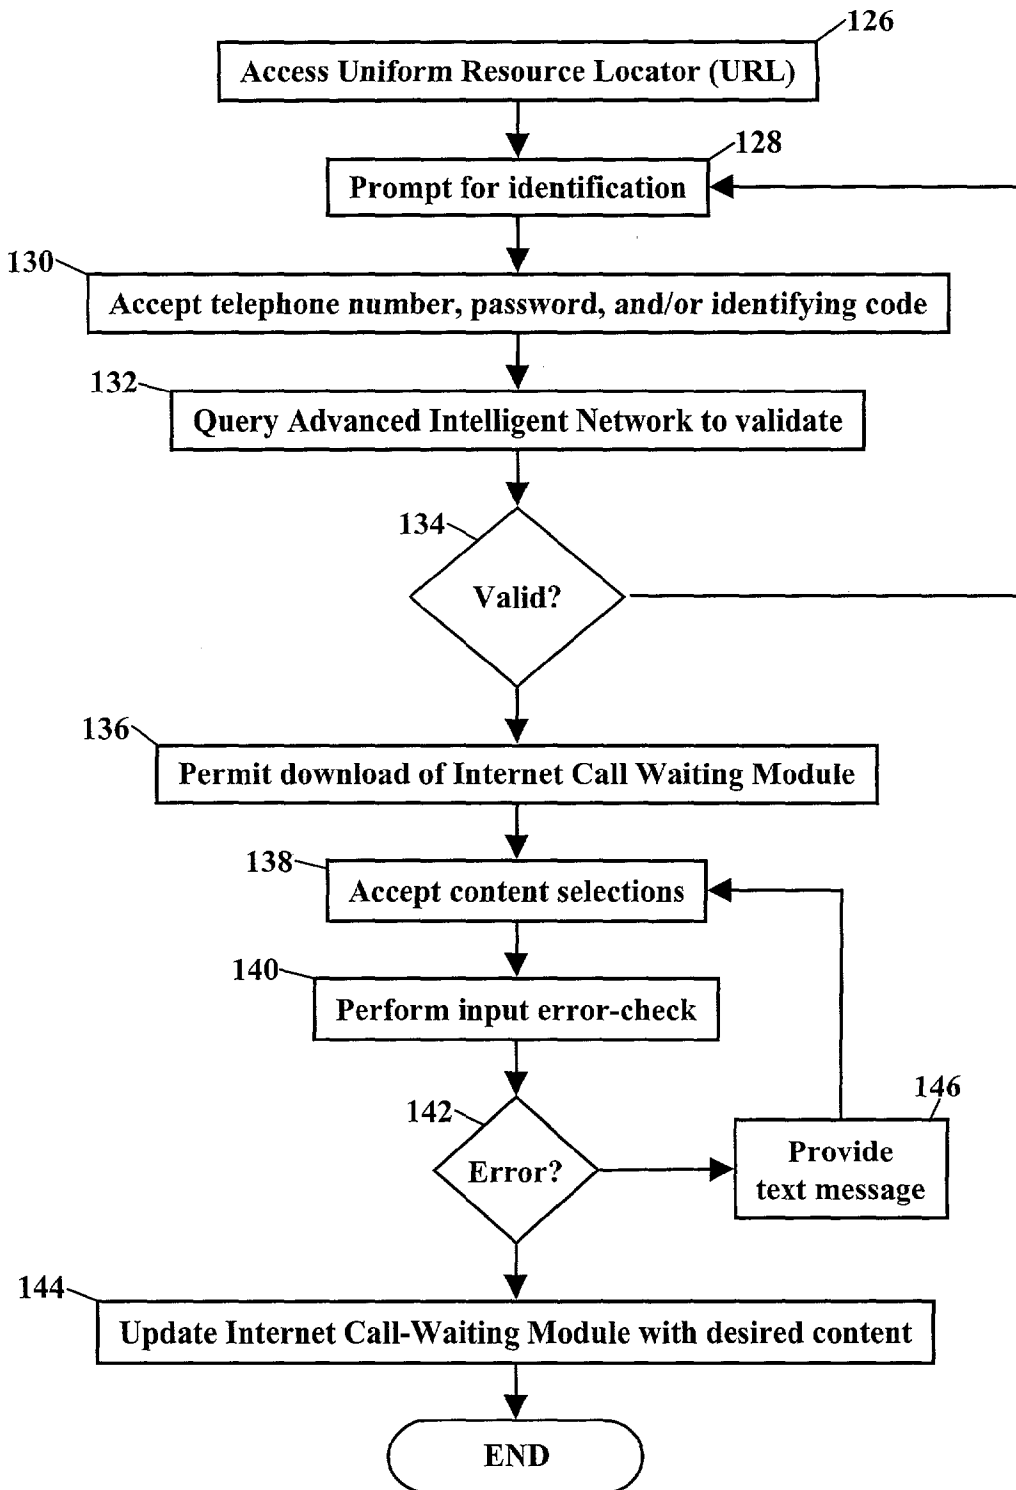 126
Access Uniform Resource Locator (URL)
128
Prompt for identification
130
Accept telephone number, password, and/or identifying code
132
Query Advanced Intelligent Network to validate
134
Valid?
136
Permit download of Internet Call Waiting Module
138
Accept content selections
140
Perform input error-check
142
Error?
146
Provide
text message
144
Update Internet Call-Waiting Module with desired content
END